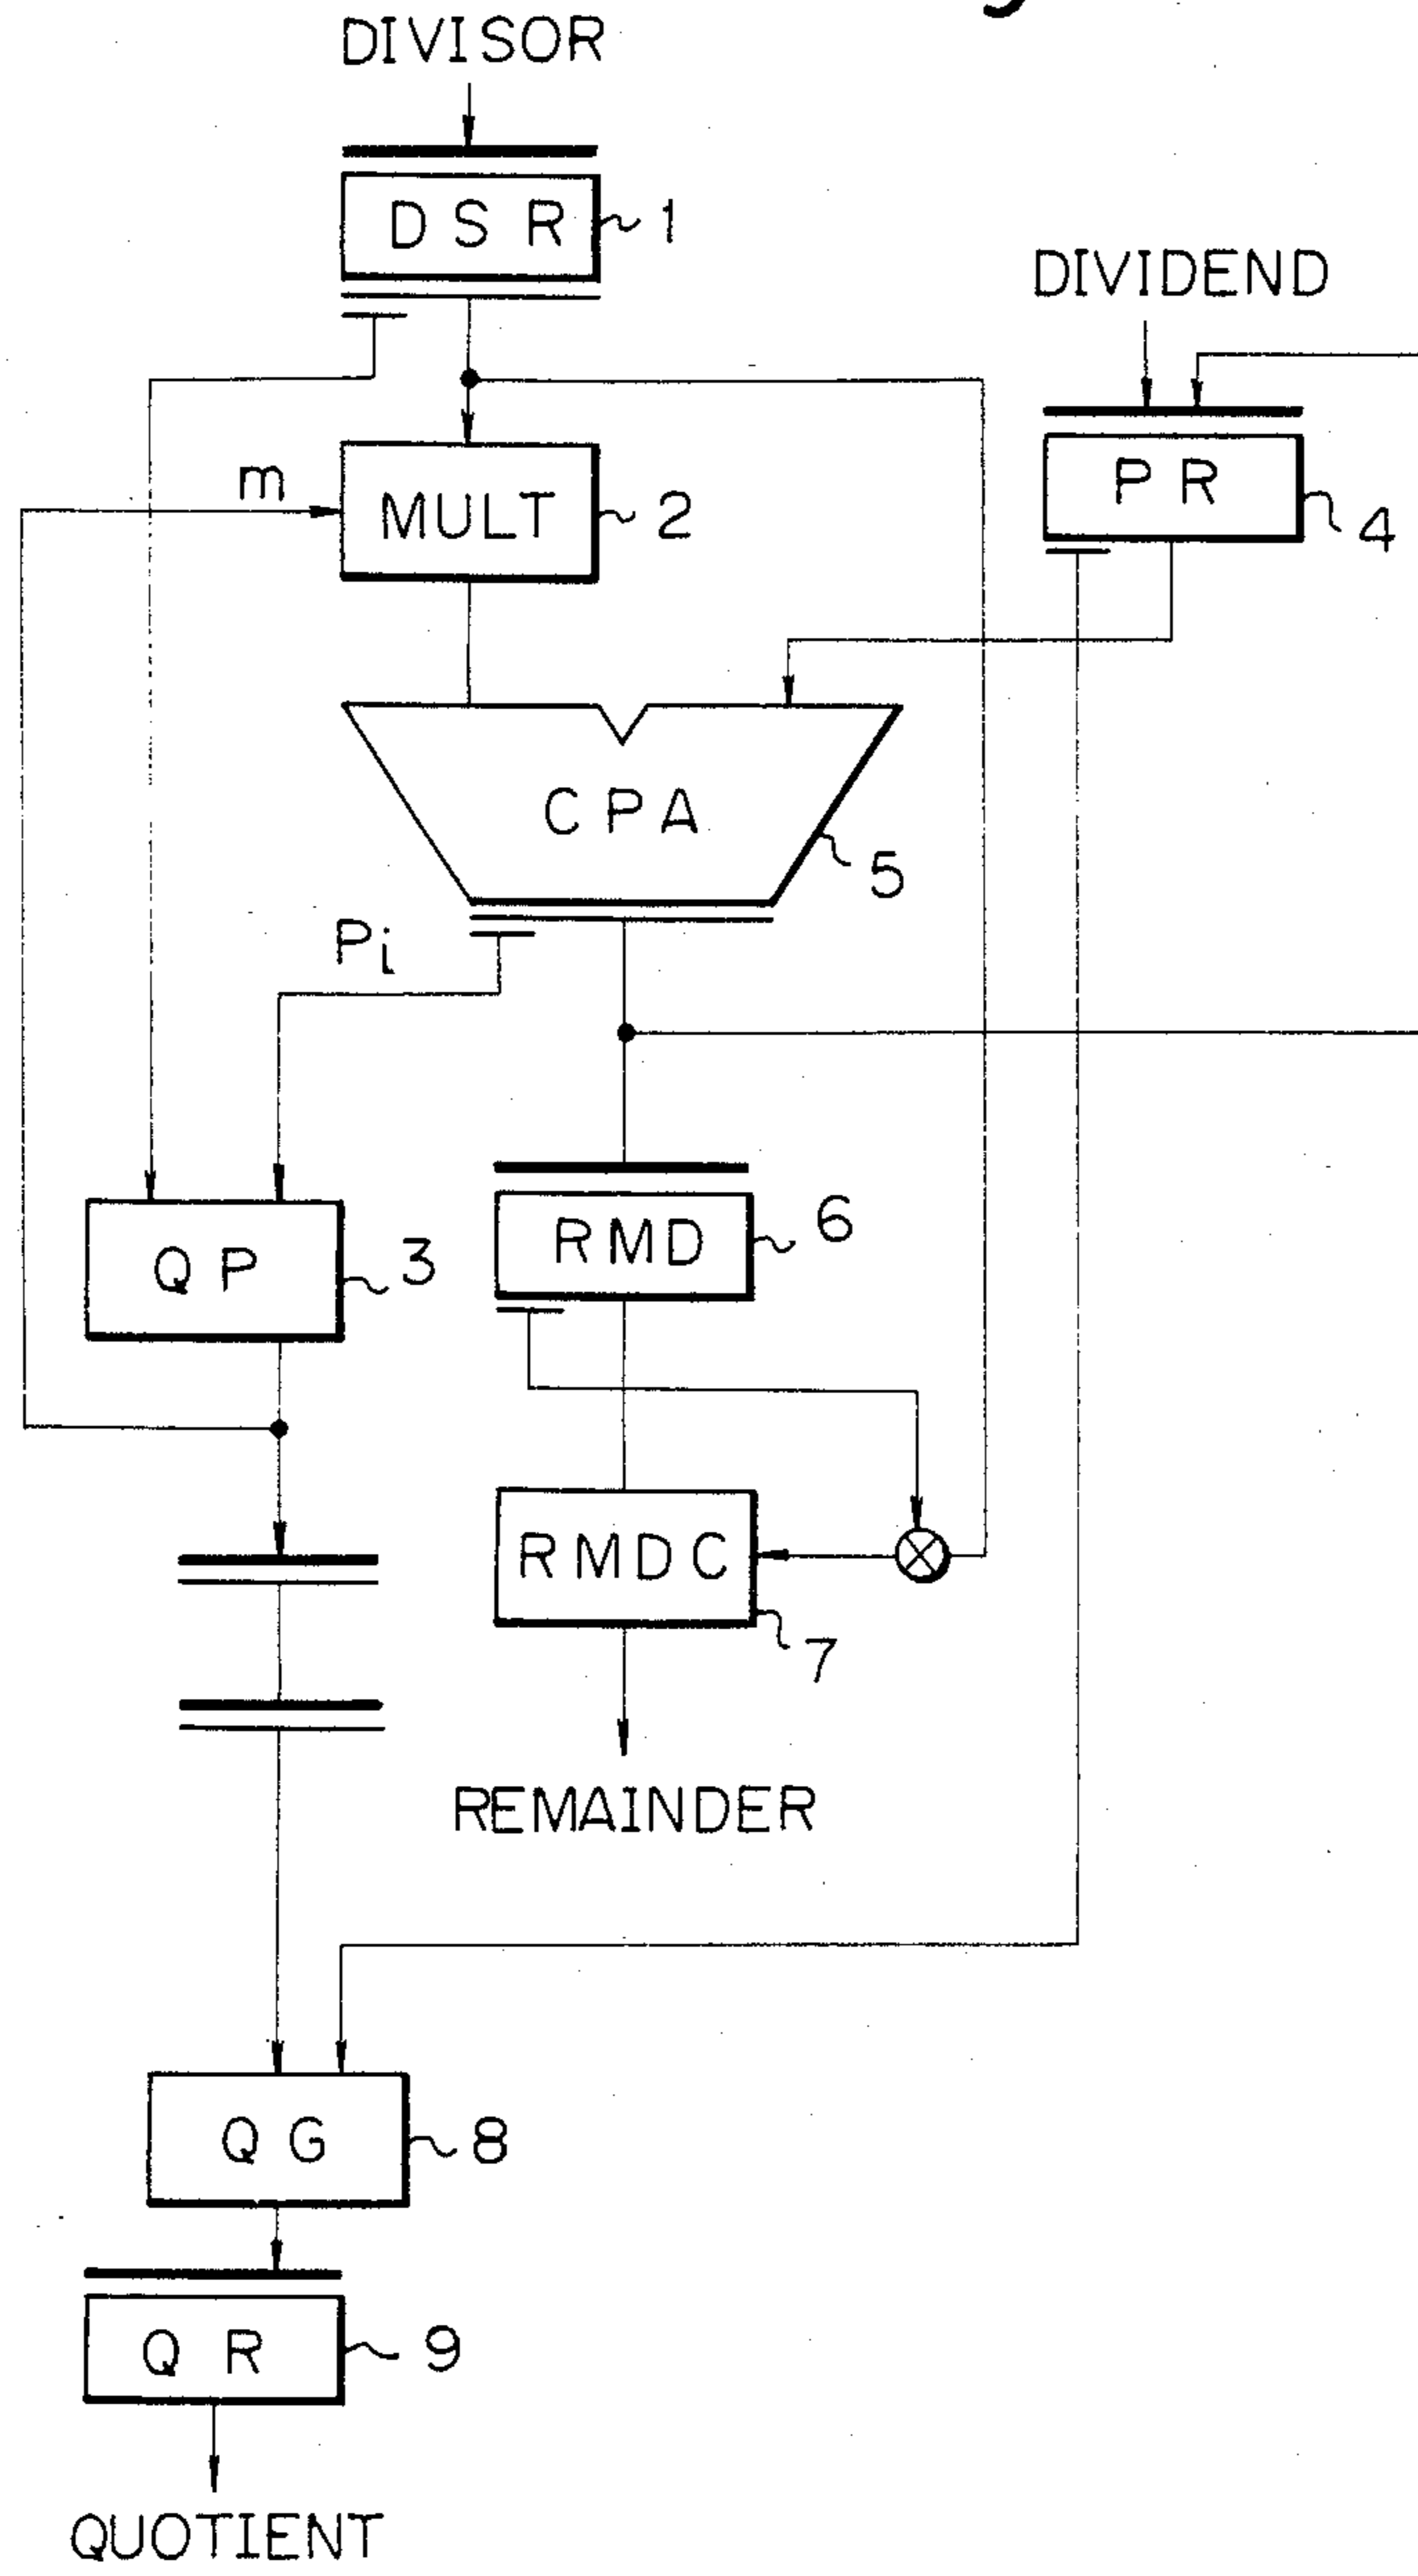 DIVISOR
DSR 1
DIVIDEND
PR 4
m
MULT 2
CPA 5
Pi
QP 3
RMD 6
RMDC 7
REMAINDER
QG 8
QR 9
QUOTIENT